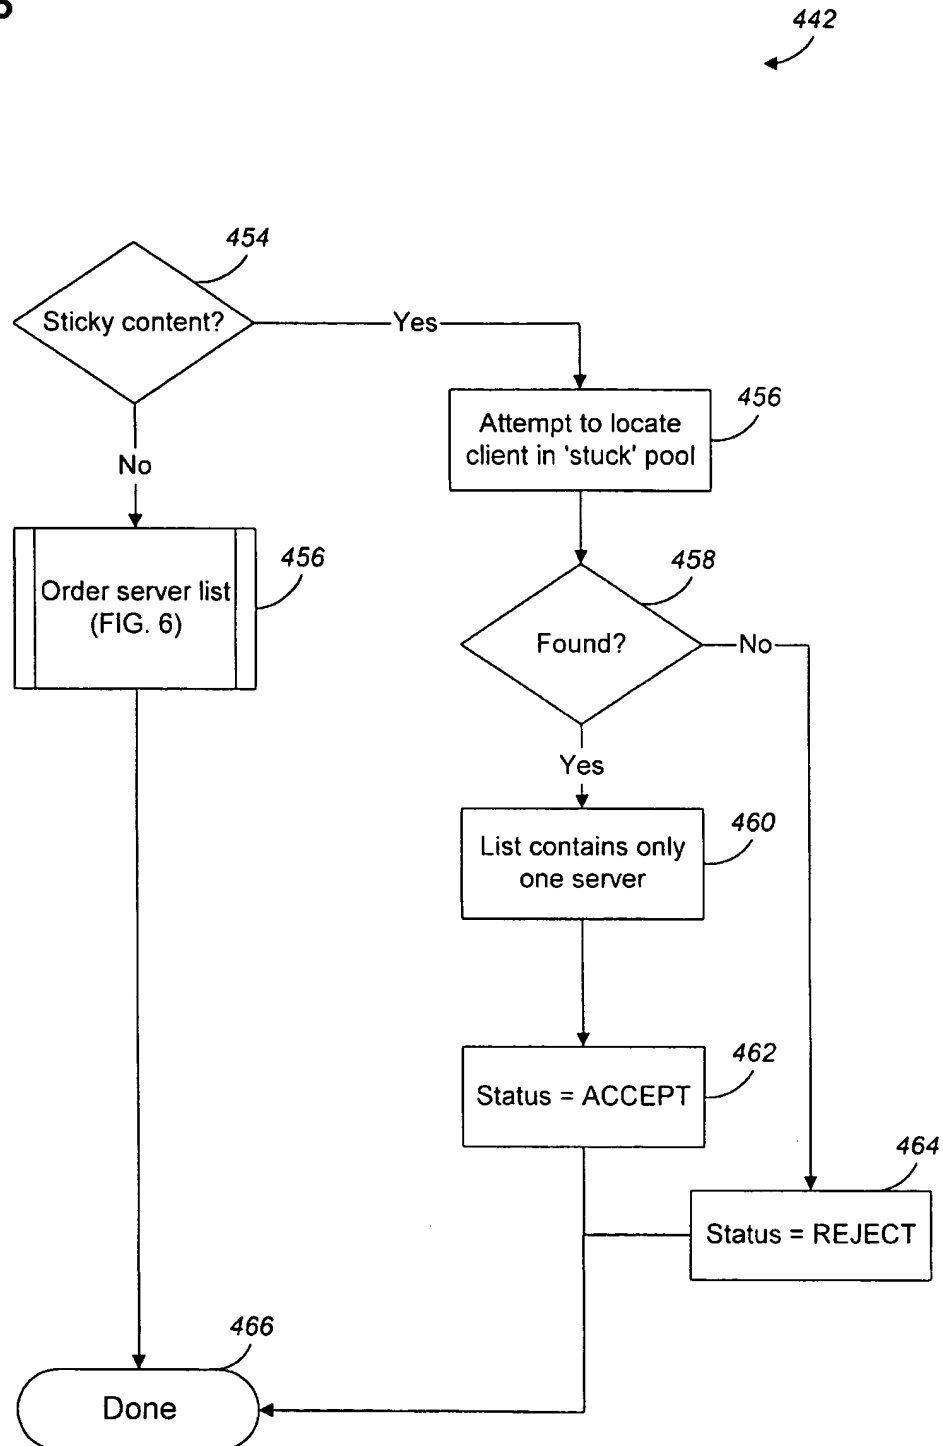 442
454
Sticky content?
Yes
456
Attempt to locate
client in 'stuck' pool
No
456
Order server list
(FIG. 6)
458
Found?
No
Yes
460
List contains only
one server
462
Status = ACCEPT
464
Status = REJECT
466
Done